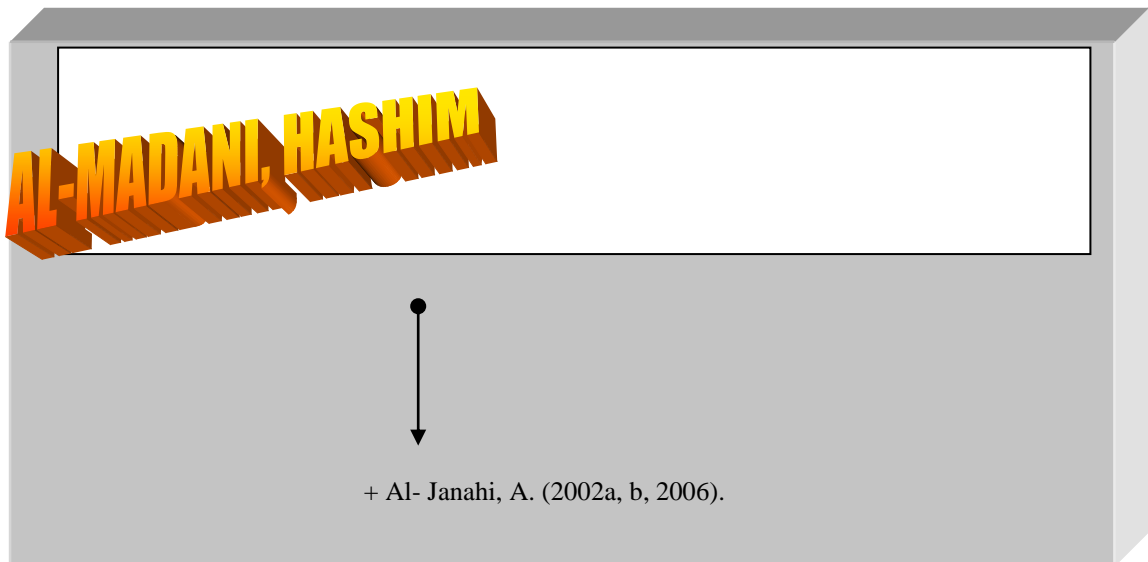 AL-MADANI, HASHIM
+ Al- Janahi, A. (2002a, b, 2006).